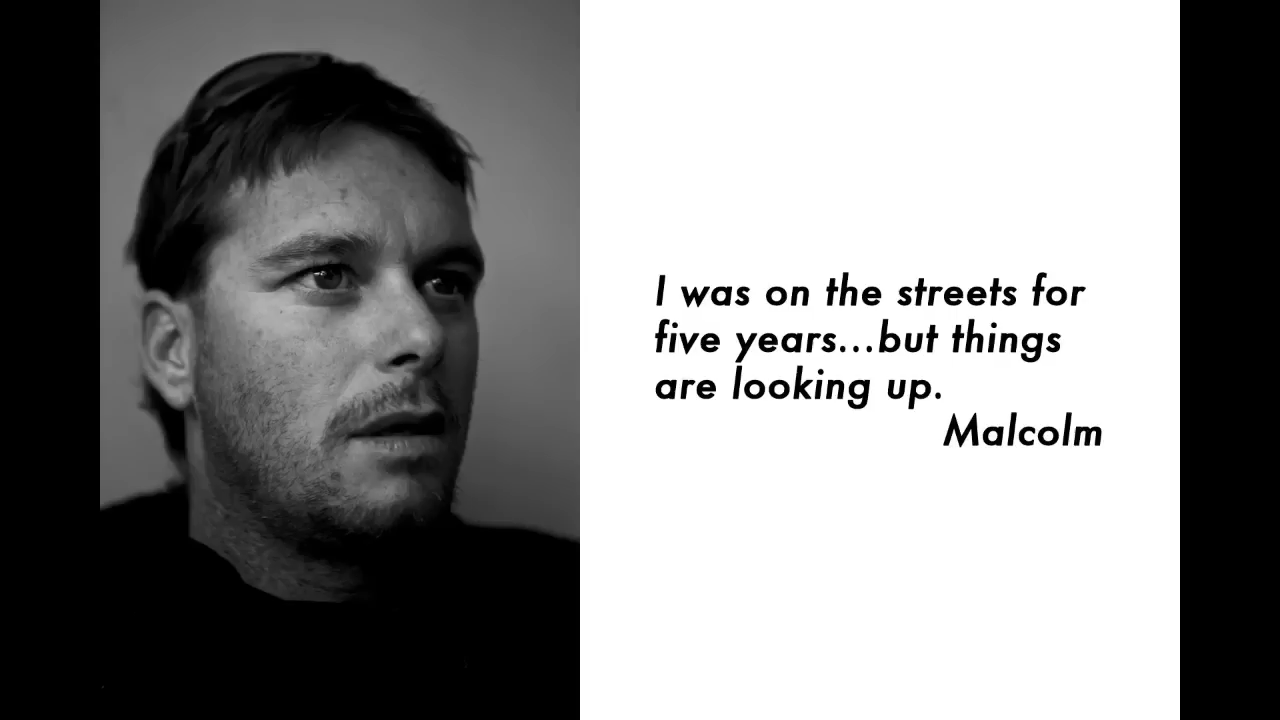 I was on the streets for
five years...but things
are looking up.
Malcolm